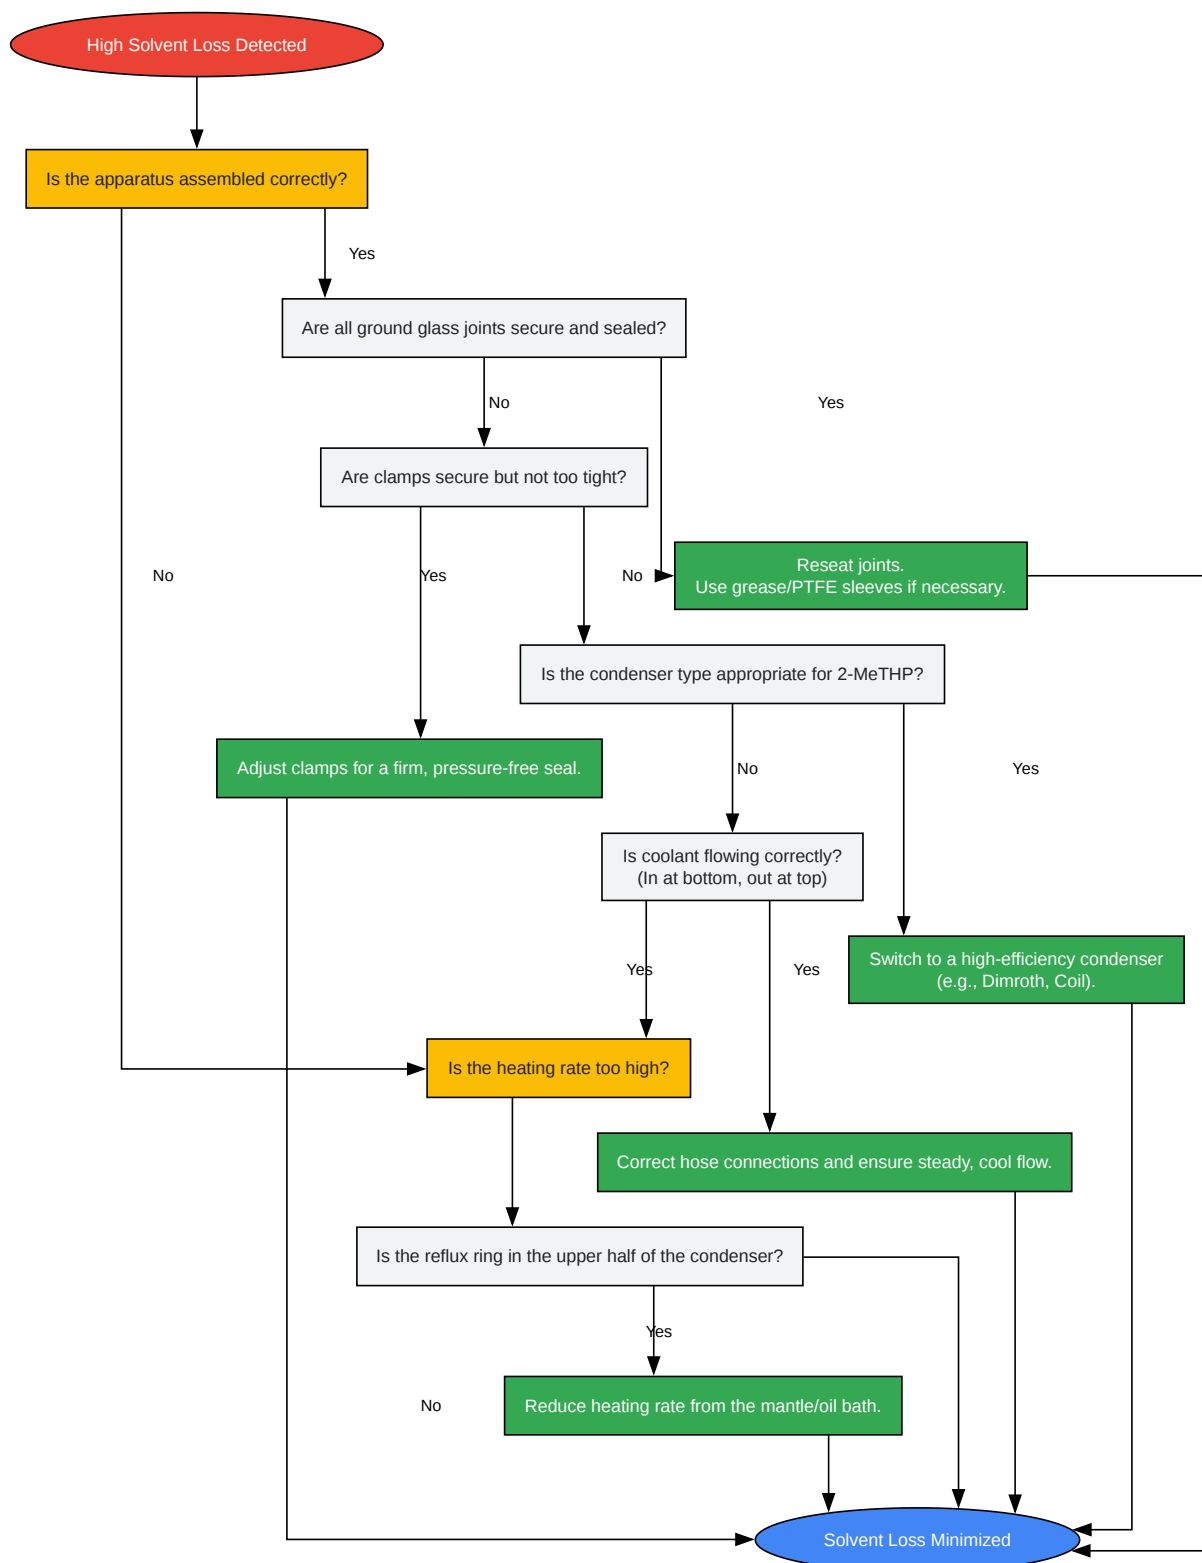 High Solvent Loss Detected
Is the apparatus assembled correctly?
Yes
Are all ground glass joints secure and sealed?
No
Yes
Are clamps secure but not too tight?
No
Yes
No
Reseat joints.
Use grease/PTFE sleeves if necessary.
Is the condenser type appropriate for 2-MeTHP?
Adjust clamps for a firm, pressure-free seal.
No
Yes
Is coolant flowing correctly?
(In at bottom, out at top)
Switch to a high-efficiency condenser
(e.g., Dimroth, Coil).
Yes
Yes
Is the heating rate too high?
Correct hose connections and ensure steady, cool flow.
Is the reflux ring in the upper half of the condenser?
Yes
No
Reduce heating rate from the mantle/oil bath.
Solvent Loss Minimized